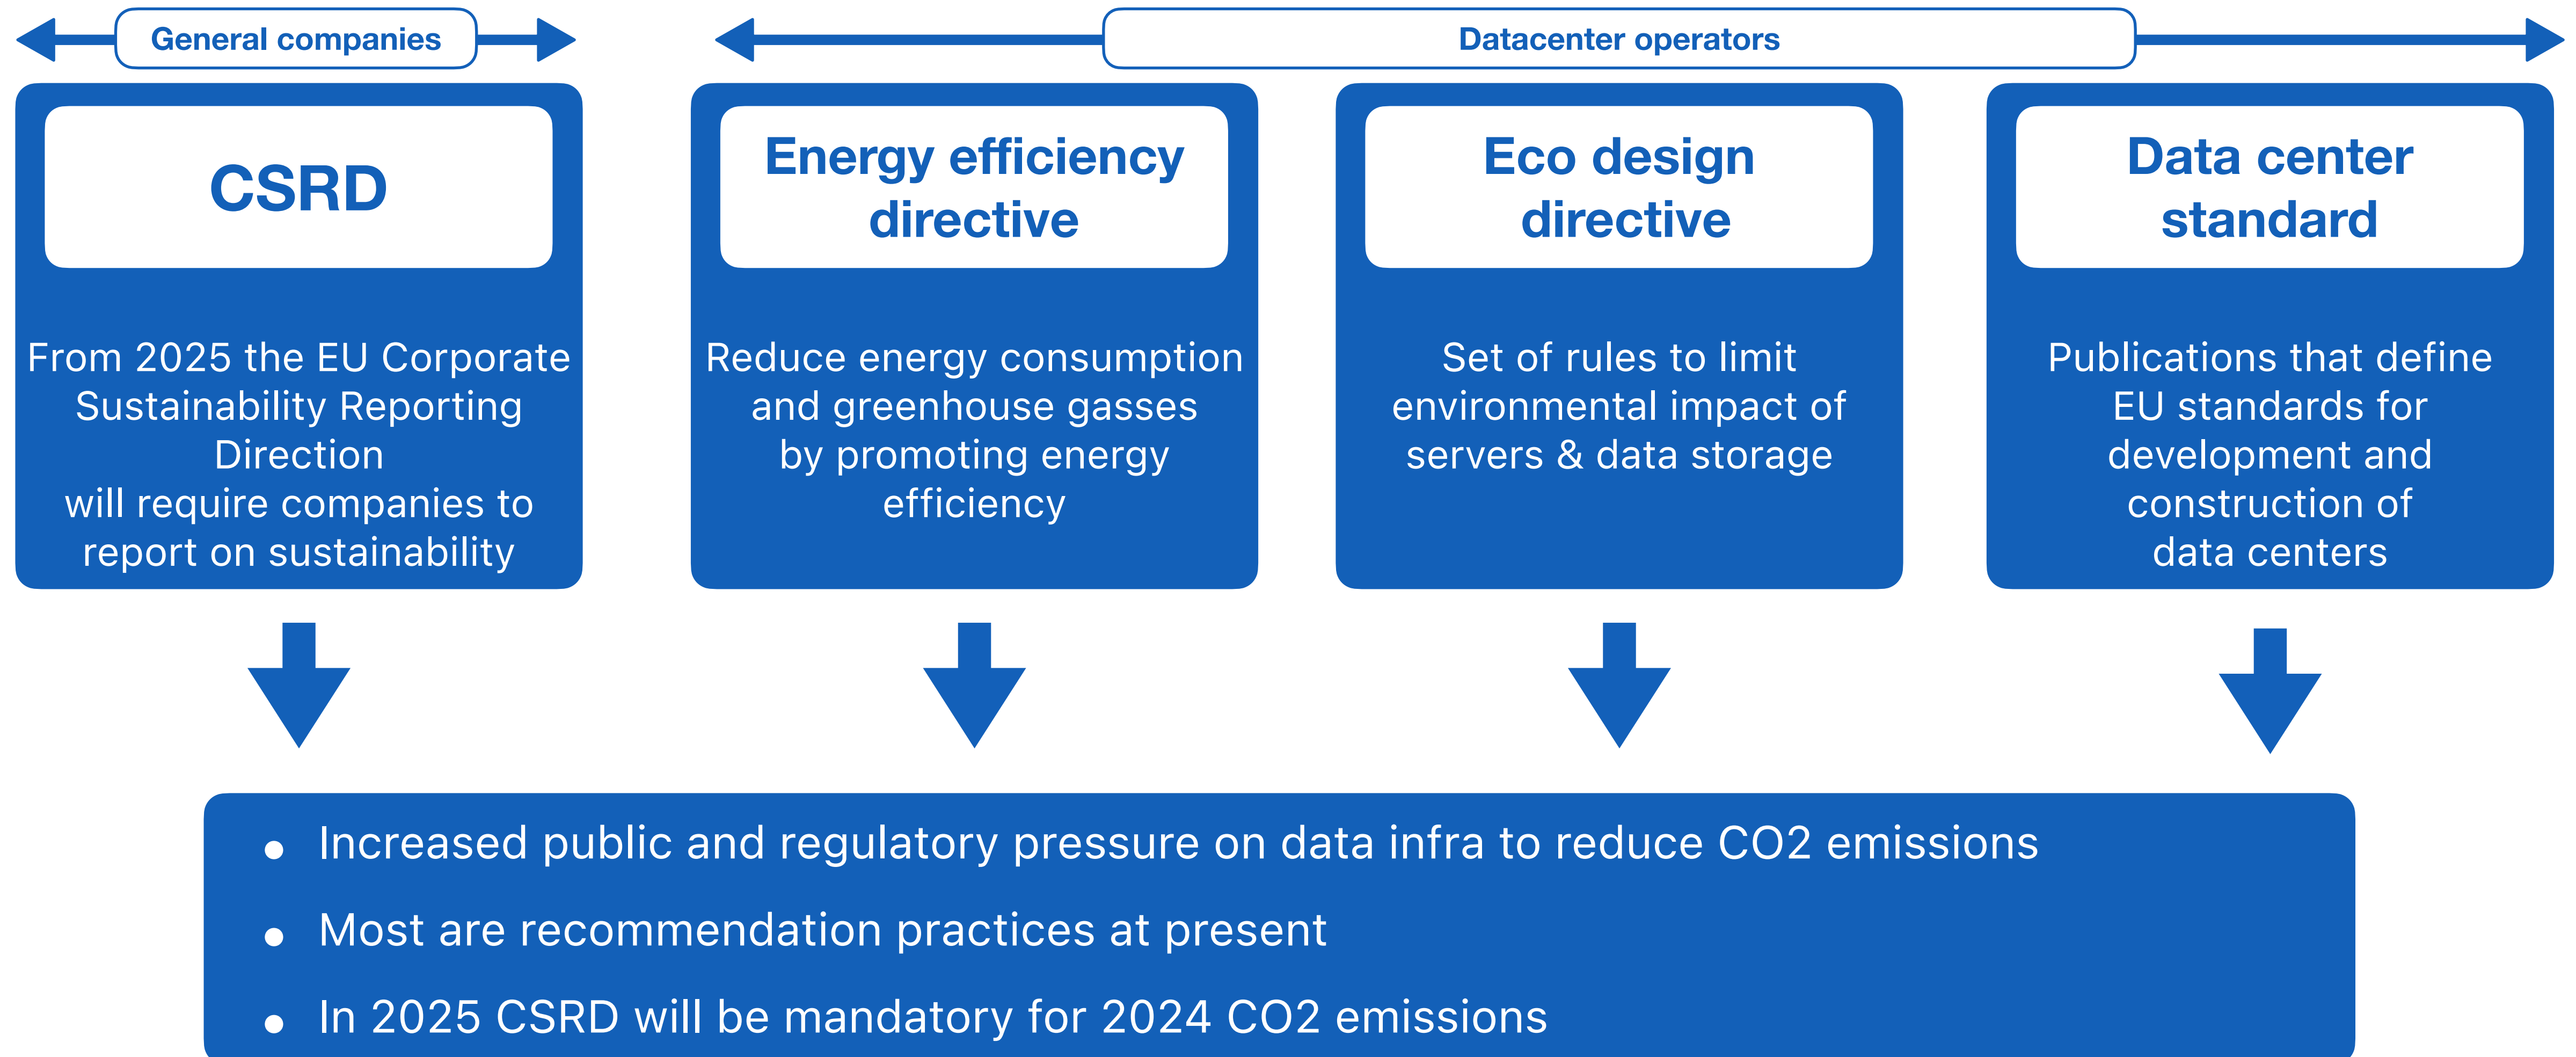 General companies
Datacenter operators
CSRD
From 2025 the EU Corporate
Sustainability Reporting
Direction
will require companies to
report on sustainability
Energy efficiency
directive
Reduce energy consumption
and greenhouse gasses
by promoting energy
efficiency
Eco design
directive
Set of rules to limit
environmental impact of
servers & data storage
Data center
standard
Publications that define
EU standards for
development and
construction of
data centers
• Increased public and regulatory pressure on data infra to reduce CO2 emissions
• Most are recommendation practices at present
• In 2025 CSRD will be mandatory for 2024 CO2 emissions